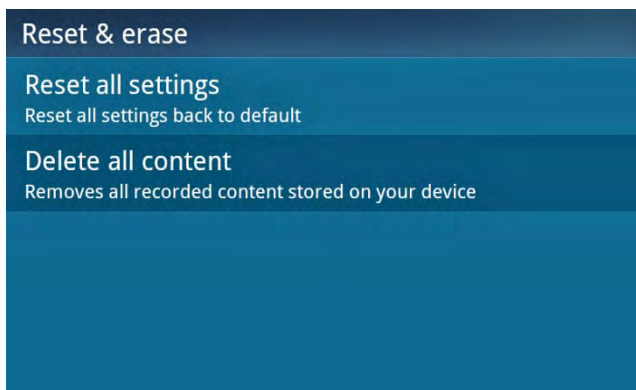 Reset & erase
Reset all settings
Reset all settings back to default
Delete all content
Removes all recorded content stored on your device